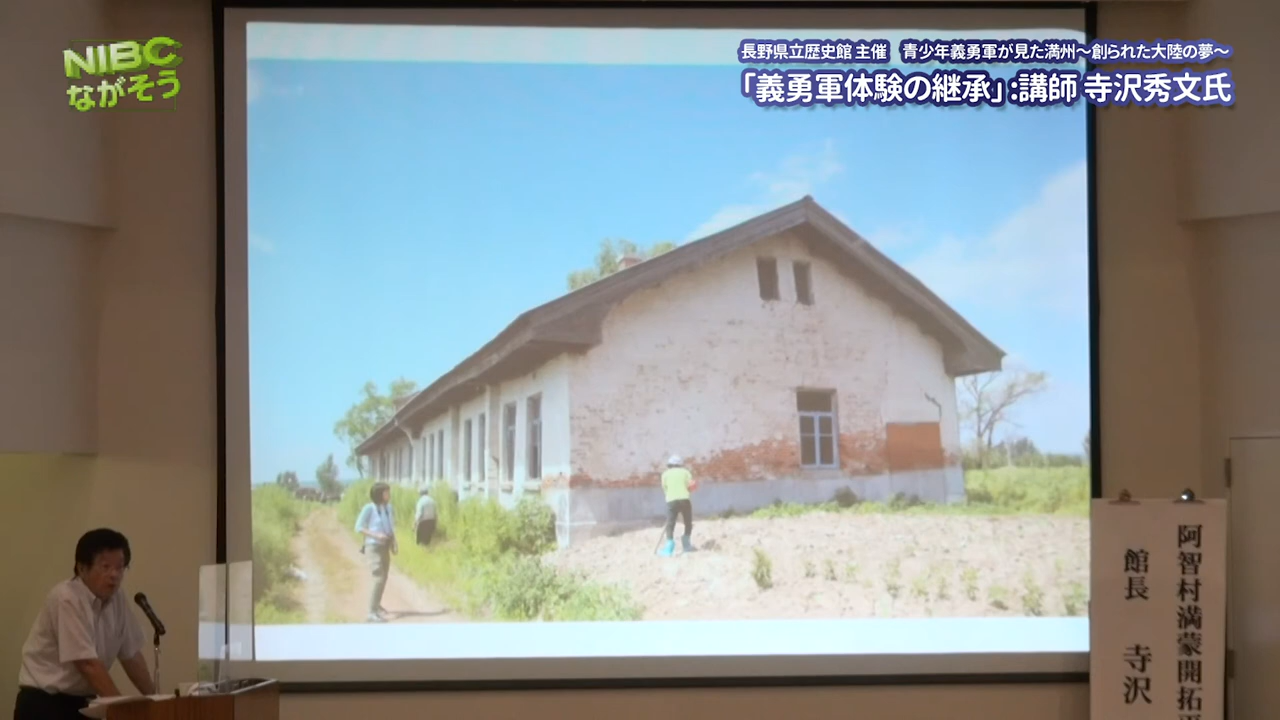 NIBC
ながそう
長野県立歴史館 主催　青少年義勇軍が見た満州～創られた大陸の夢～
「義勇軍体験の継承」:講師 寺沢秀文氏
阿智村満蒙開拓平
館長　寺沢